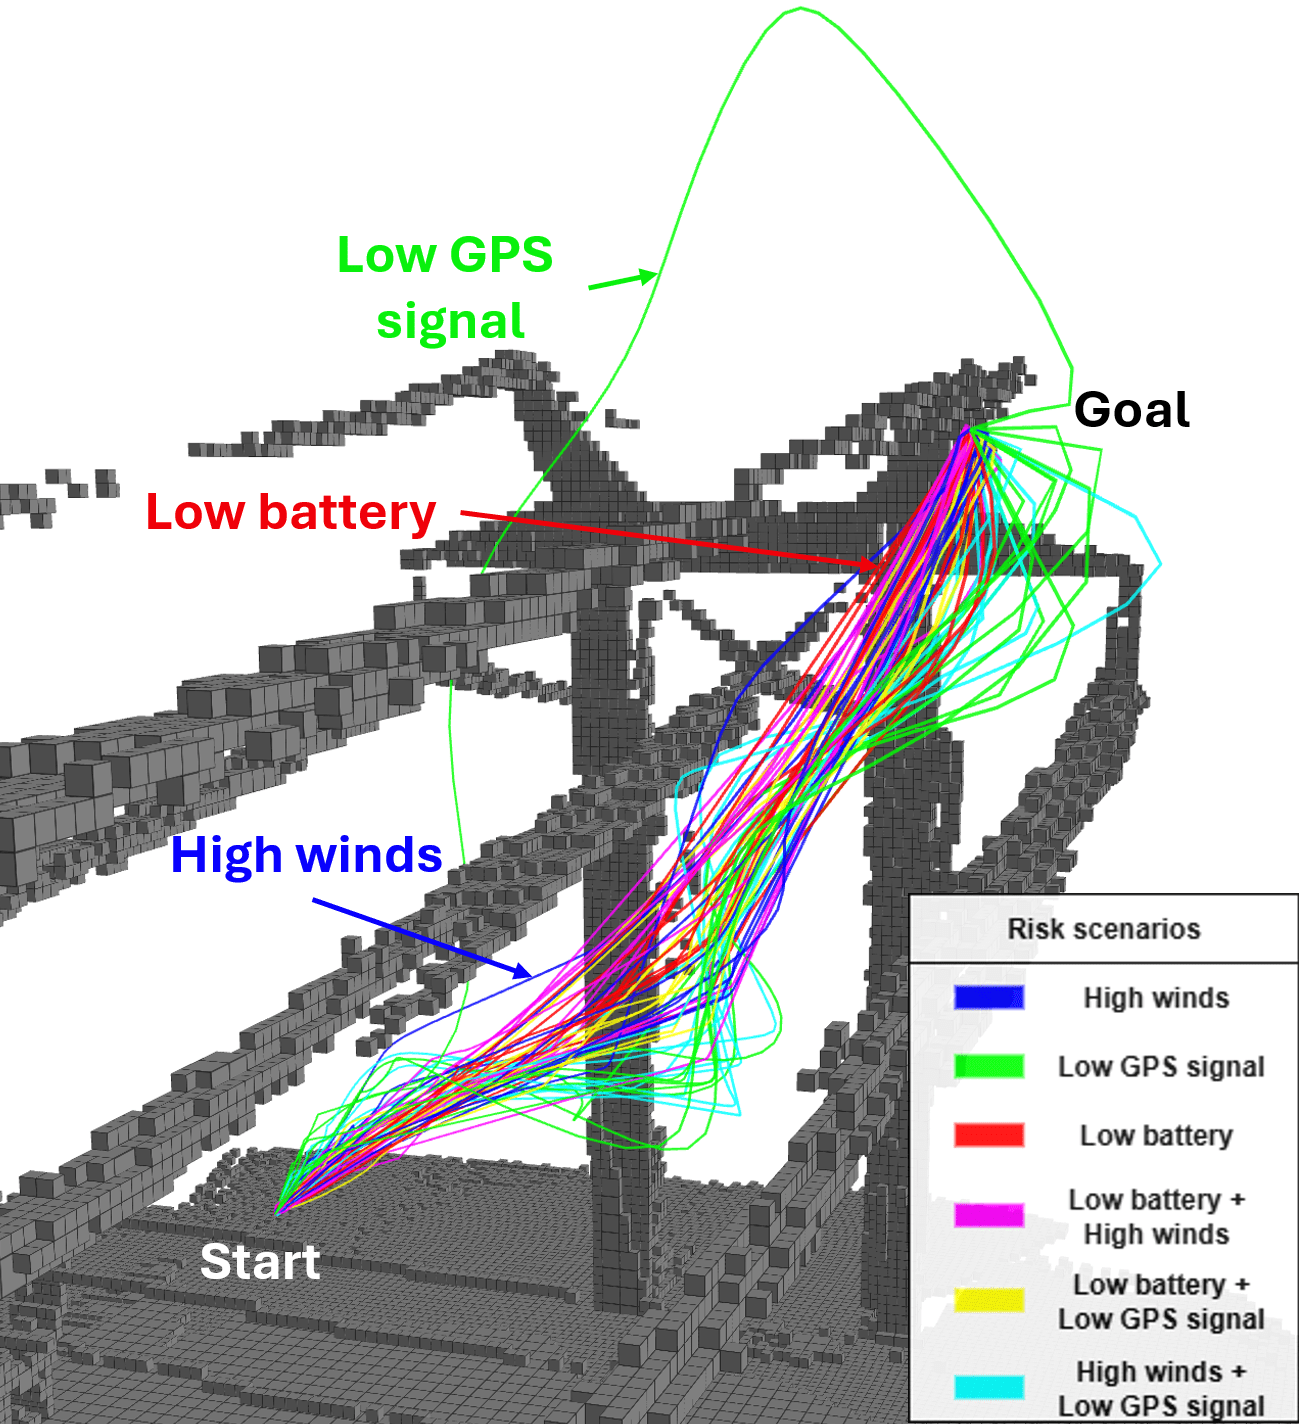 Low GPS
signal
Goal
Low battery
High winds
Start
Risk scenarios
High winds
Low GPS signal
Low battery
Low battery +
High winds
Low battery +
Low GPS signal
High winds +
Low GPS signal